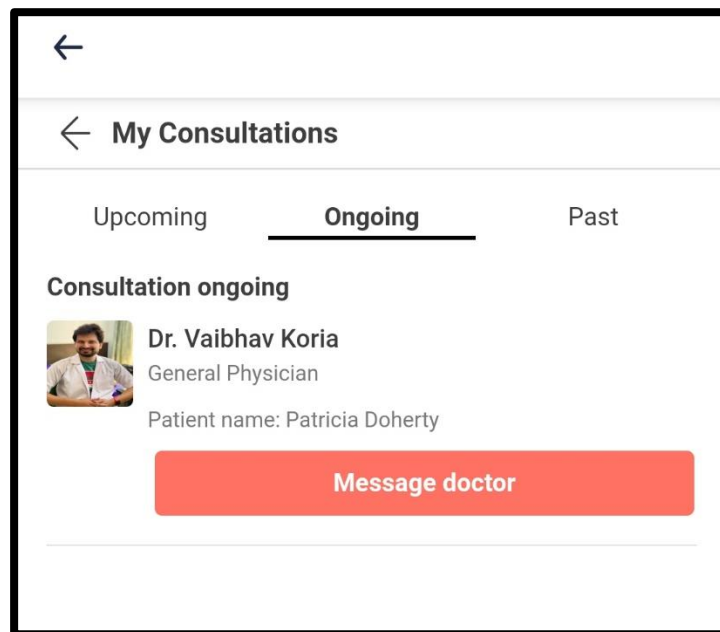 My Consultations
Upcoming Ongoing Past
Consultation ongoing
Dr. Vaibhav Koria
General Physician
Patient name: Patricia Doherty
Message doctor